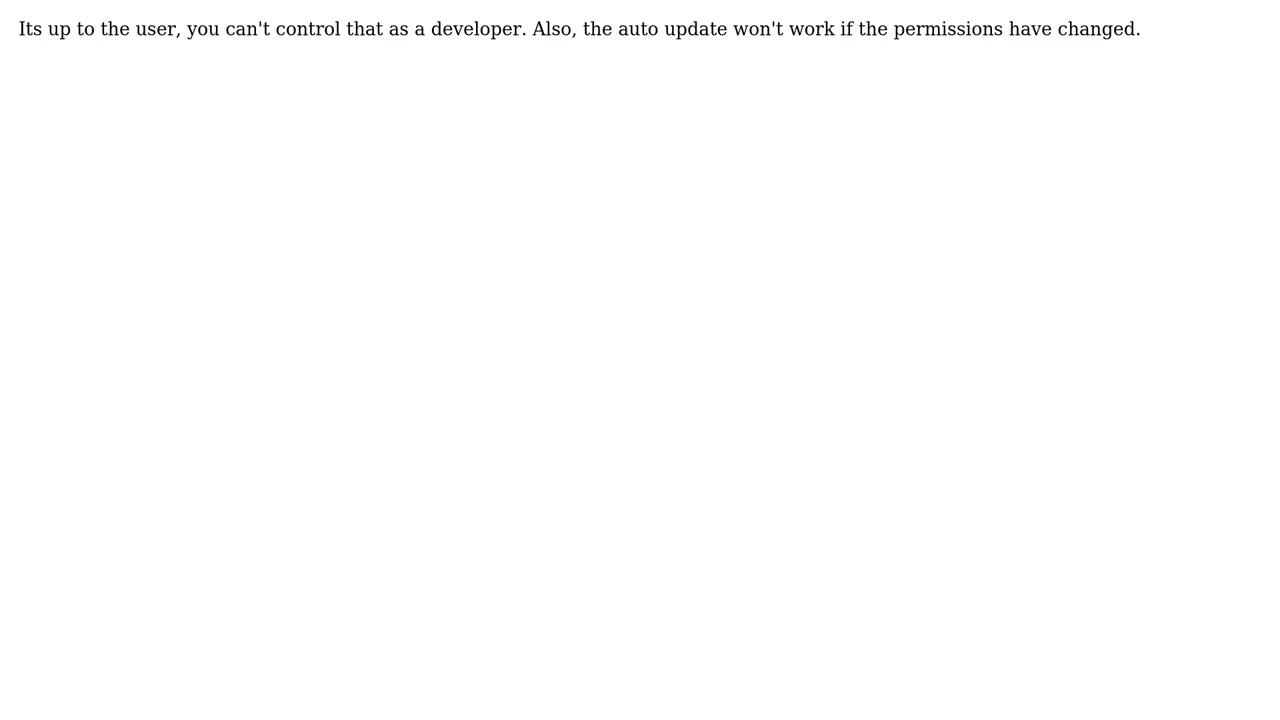 Its up to the user, you can't control that as a developer. Also, the auto update won't work if the permissions have changed.